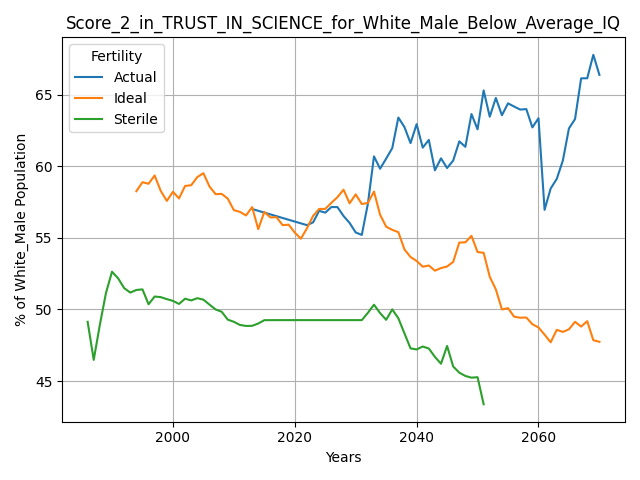 Score_2_in_TRUST_IN_SCIENCE_for_White_Male_Below_Average_IQ
Fertility
Actual
Ideal
Sterile
% of White_Male Population
65
60
55
50
45
2000
2020
2040
2060
Years